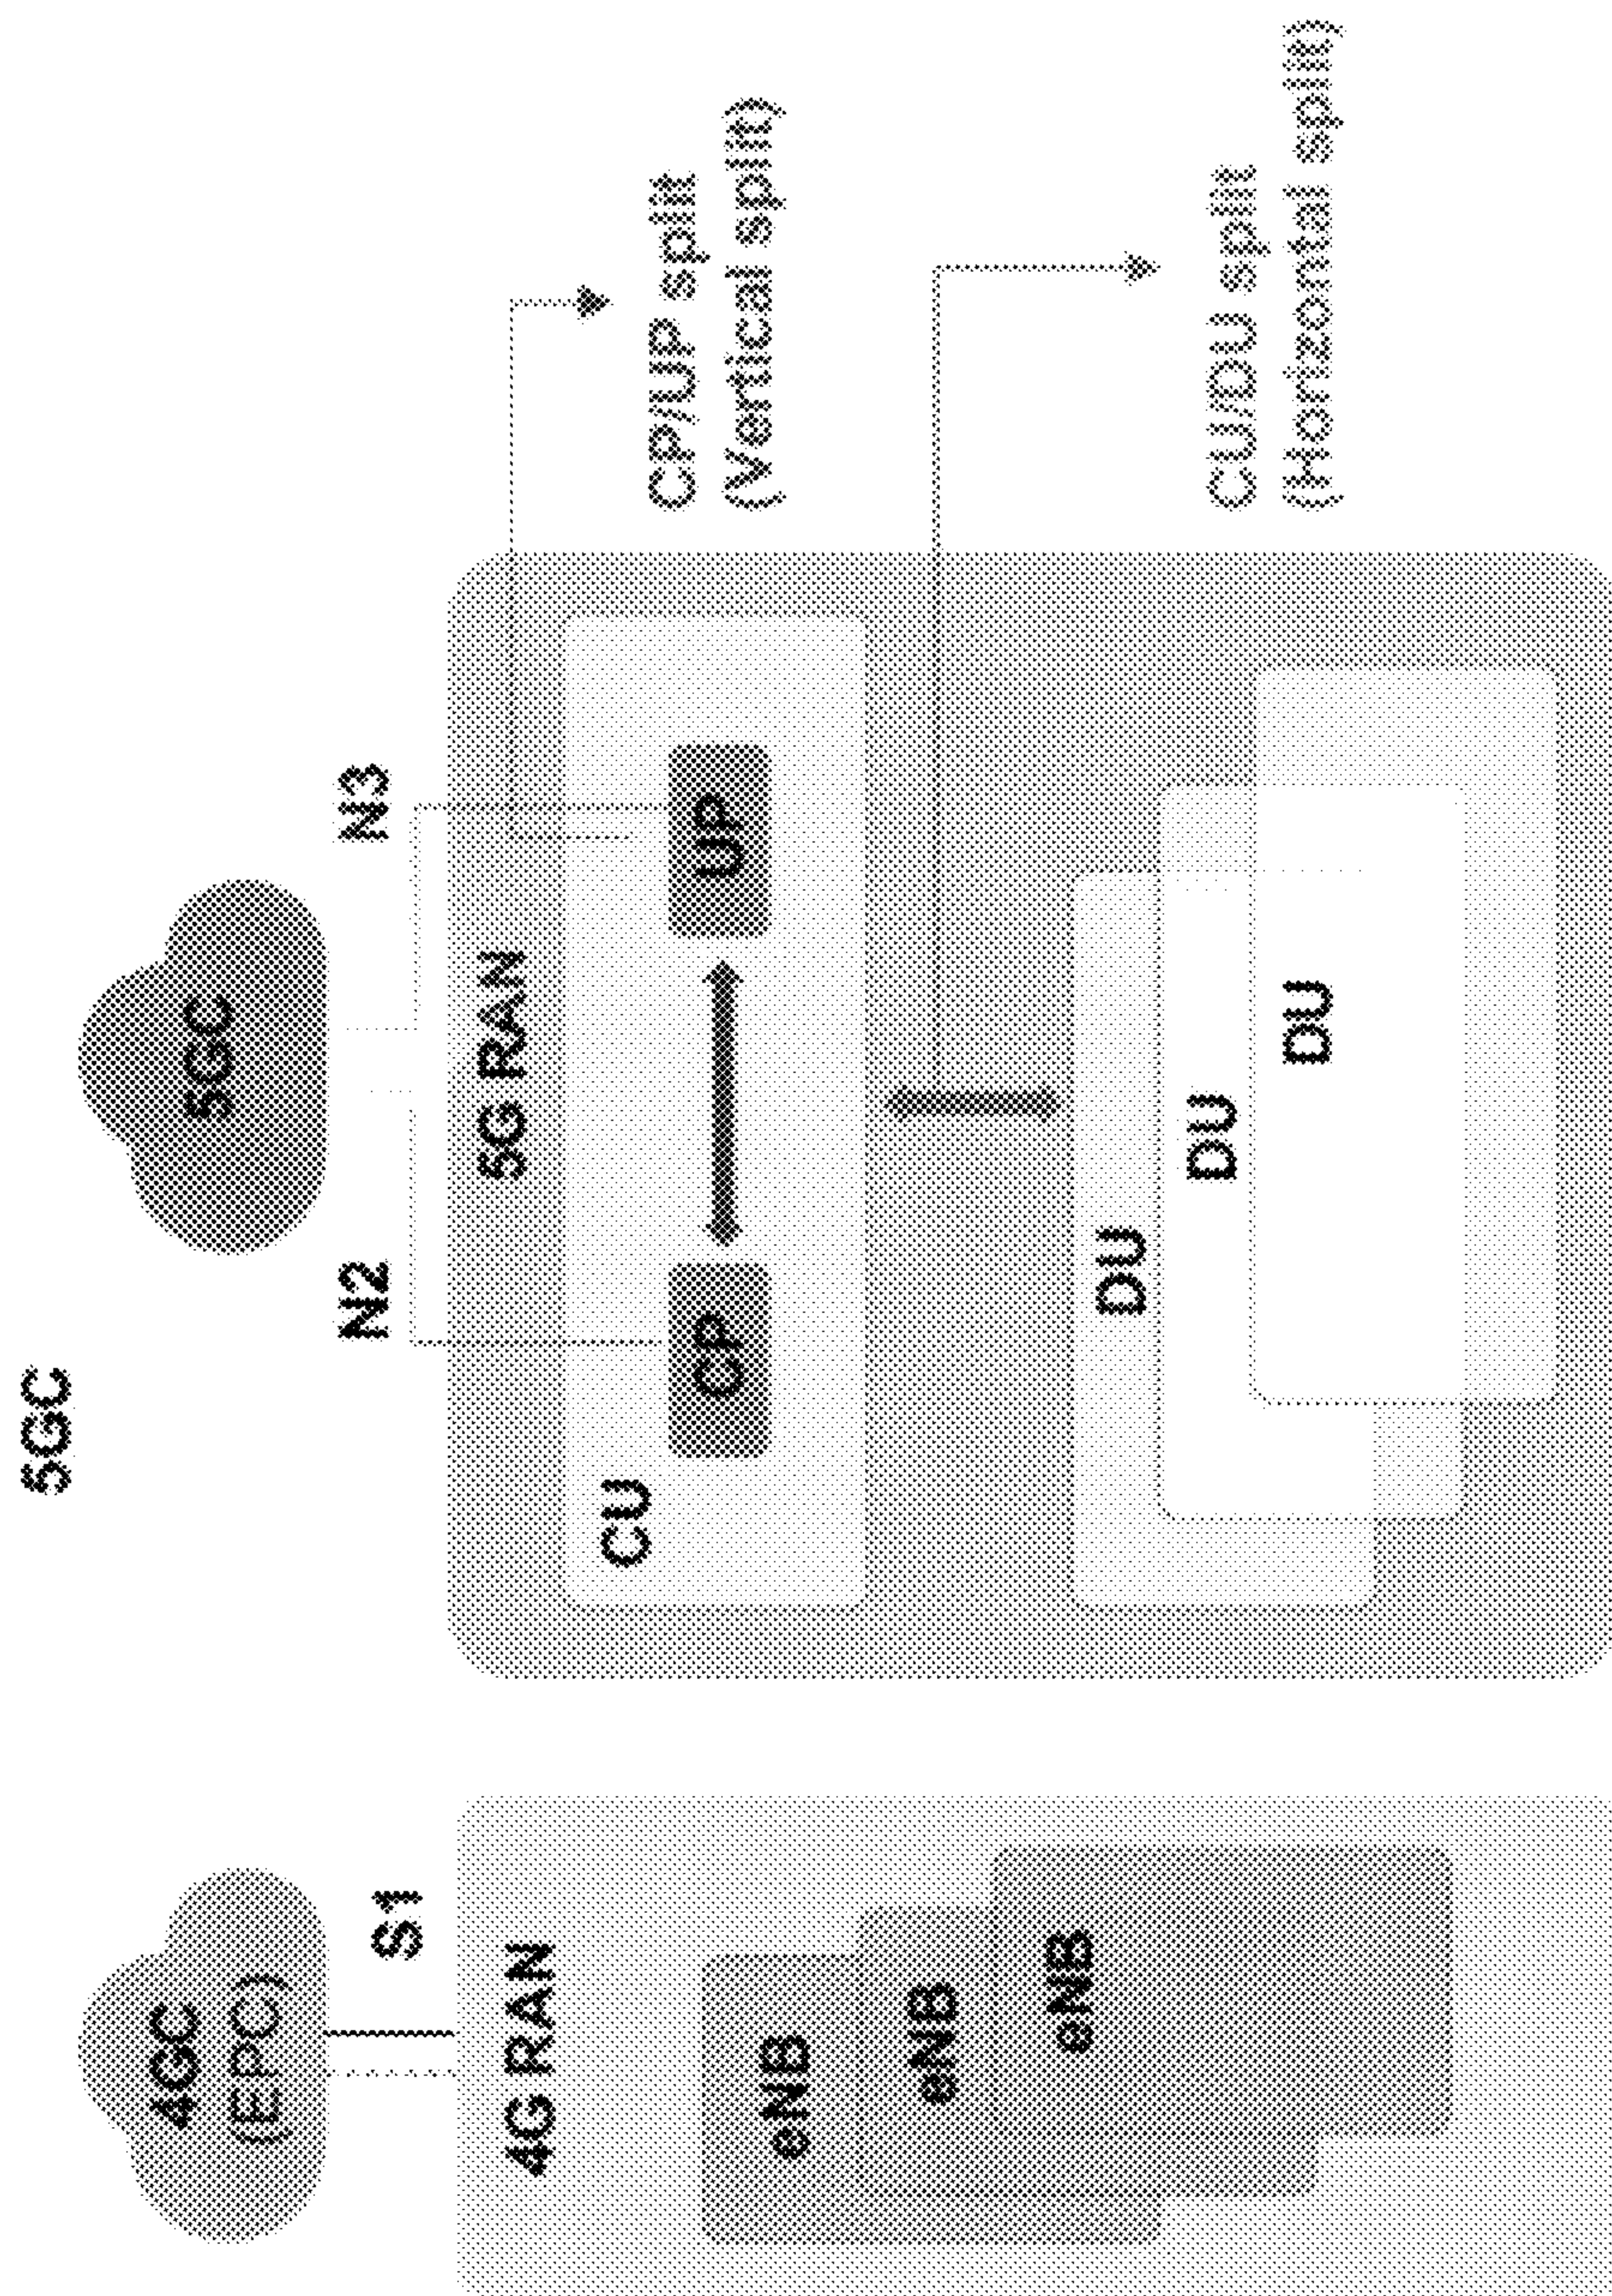 5GC
4GC
(EPC)
S1
4G RAN
eNB
eNB
eNB
5GC
N2
N3
5G RAN
CU
CP
UP
DU
DU
DU
CP/UP split
(Vertical split)
CU/DU split
(Horizontal split)